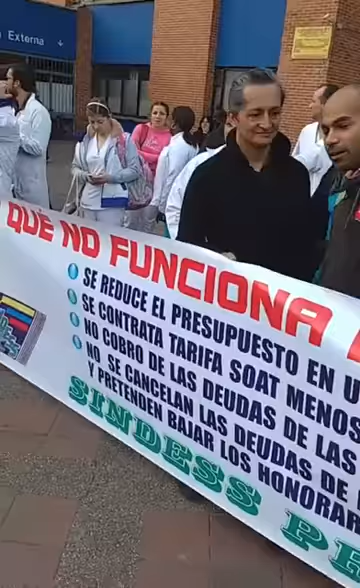 Externa ↓
QUE NO FUNCIONA
SE REDUCE EL PRESUPUESTO EN U
SE CONTRATA TARIFA SOAT MENOS
NO COBRO DE LAS DEUDAS DE LAS
NO SE CANCELAN LAS DEUDAS DE
Y PRETENDEN BAJAR LOS HONORAR
SINDESS PE